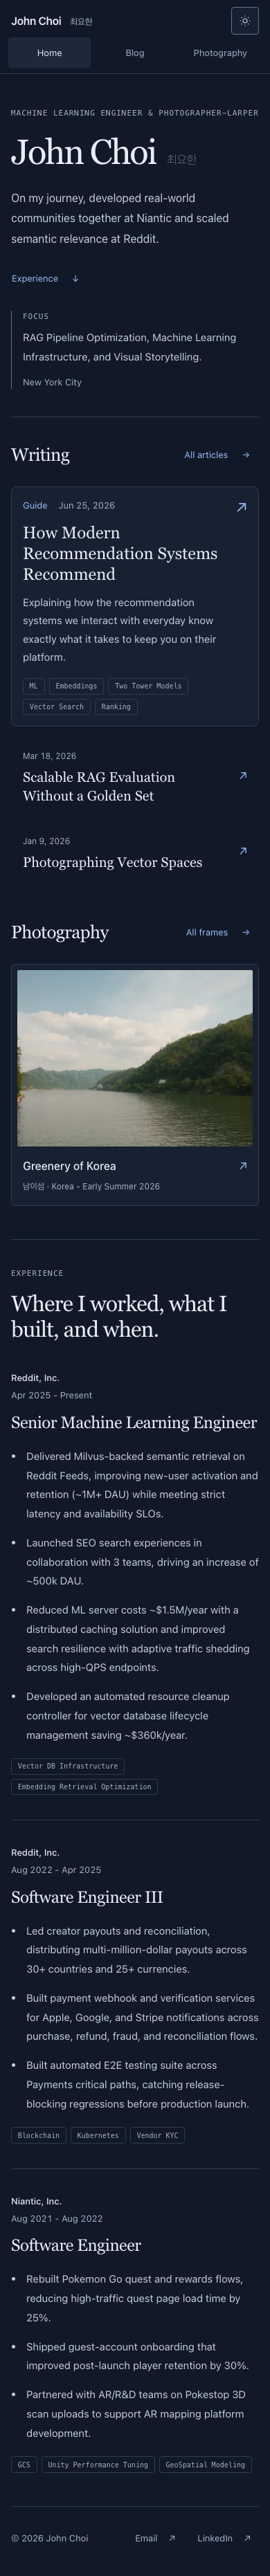 John Choi 최요한
Home Blog Photography
MACHINE LEARNING ENGINEER & PHOTOGRAPHER–LARPER
John Choi 최요한
On my journey, developed real-world
communities together at Niantic and scaled
semantic relevance at Reddit.
Experience ↓
FOCUS
RAG Pipeline Optimization, Machine Learning
Infrastructure, and Visual Storytelling.
New York City
Writing All articles →
Guide Jun 25, 2026 ↗
How Modern
Recommendation Systems
Recommend
Explaining how the recommendation
systems we interact with everyday know
exactly what it takes to keep you on their
platform.
ML Embeddings Two Tower Models
Vector Search Ranking
Mar 18, 2026
Scalable RAG Evaluation ↗
Without a Golden Set
Jan 9, 2026
Photographing Vector Spaces ↗
Photography All frames →
Greenery of Korea ↗
남이섬 · Korea - Early Summer 2026
EXPERIENCE
Where I worked, what I
built, and when.
Reddit, Inc.
Apr 2025 - Present
Senior Machine Learning Engineer
• Delivered Milvus-backed semantic retrieval on
Reddit Feeds, improving new-user activation and
retention (~1M+ DAU) while meeting strict
latency and availability SLOs.
• Launched SEO search experiences in
collaboration with 3 teams, driving an increase of
~500k DAU.
• Reduced ML server costs ~$1.5M/year with a
distributed caching solution and improved
search resilience with adaptive traffic shedding
across high-QPS endpoints.
• Developed an automated resource cleanup
controller for vector database lifecycle
management saving ~$360k/year.
Vector DB Infrastructure
Embedding Retrieval Optimization
Reddit, Inc.
Aug 2022 - Apr 2025
Software Engineer III
• Led creator payouts and reconciliation,
distributing multi-million-dollar payouts across
30+ countries and 25+ currencies.
• Built payment webhook and verification services
for Apple, Google, and Stripe notifications across
purchase, refund, fraud, and reconciliation flows.
• Built automated E2E testing suite across
Payments critical paths, catching release-
blocking regressions before production launch.
Blockchain Kubernetes Vendor KYC
Niantic, Inc.
Aug 2021 - Aug 2022
Software Engineer
• Rebuilt Pokemon Go quest and rewards flows,
reducing high-traffic quest page load time by
25%.
• Shipped guest-account onboarding that
improved post-launch player retention by 30%.
• Partnered with AR/R&D teams on Pokestop 3D
scan uploads to support AR mapping platform
development.
GCS Unity Performance Tuning GeoSpatial Modeling
© 2026 John Choi Email ↗ LinkedIn ↗